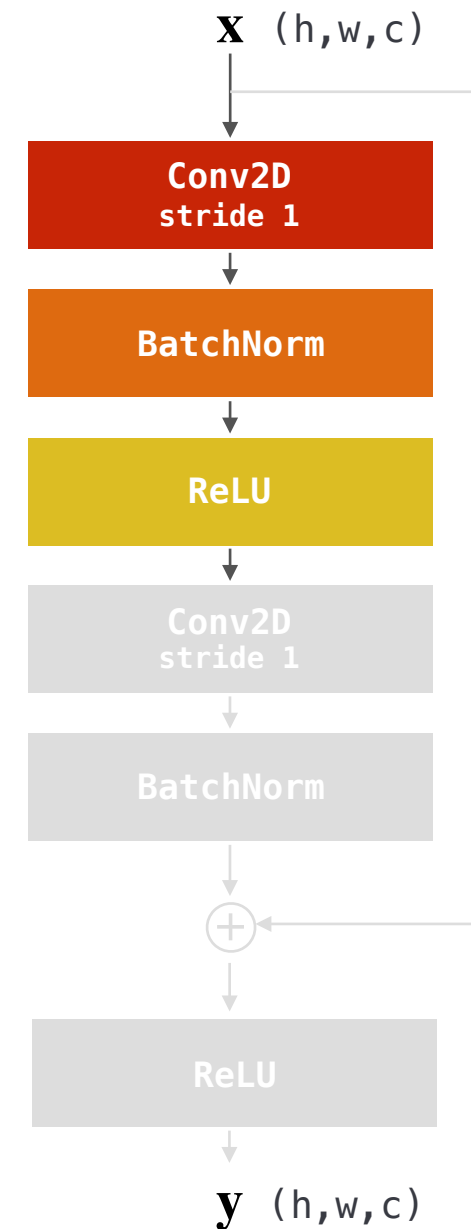 x (h,w,c)
Conv2D
stride 1
BatchNorm
ReLU
Conv2D
stride 1
BatchNorm
+
ReLU
y (h,w,c)